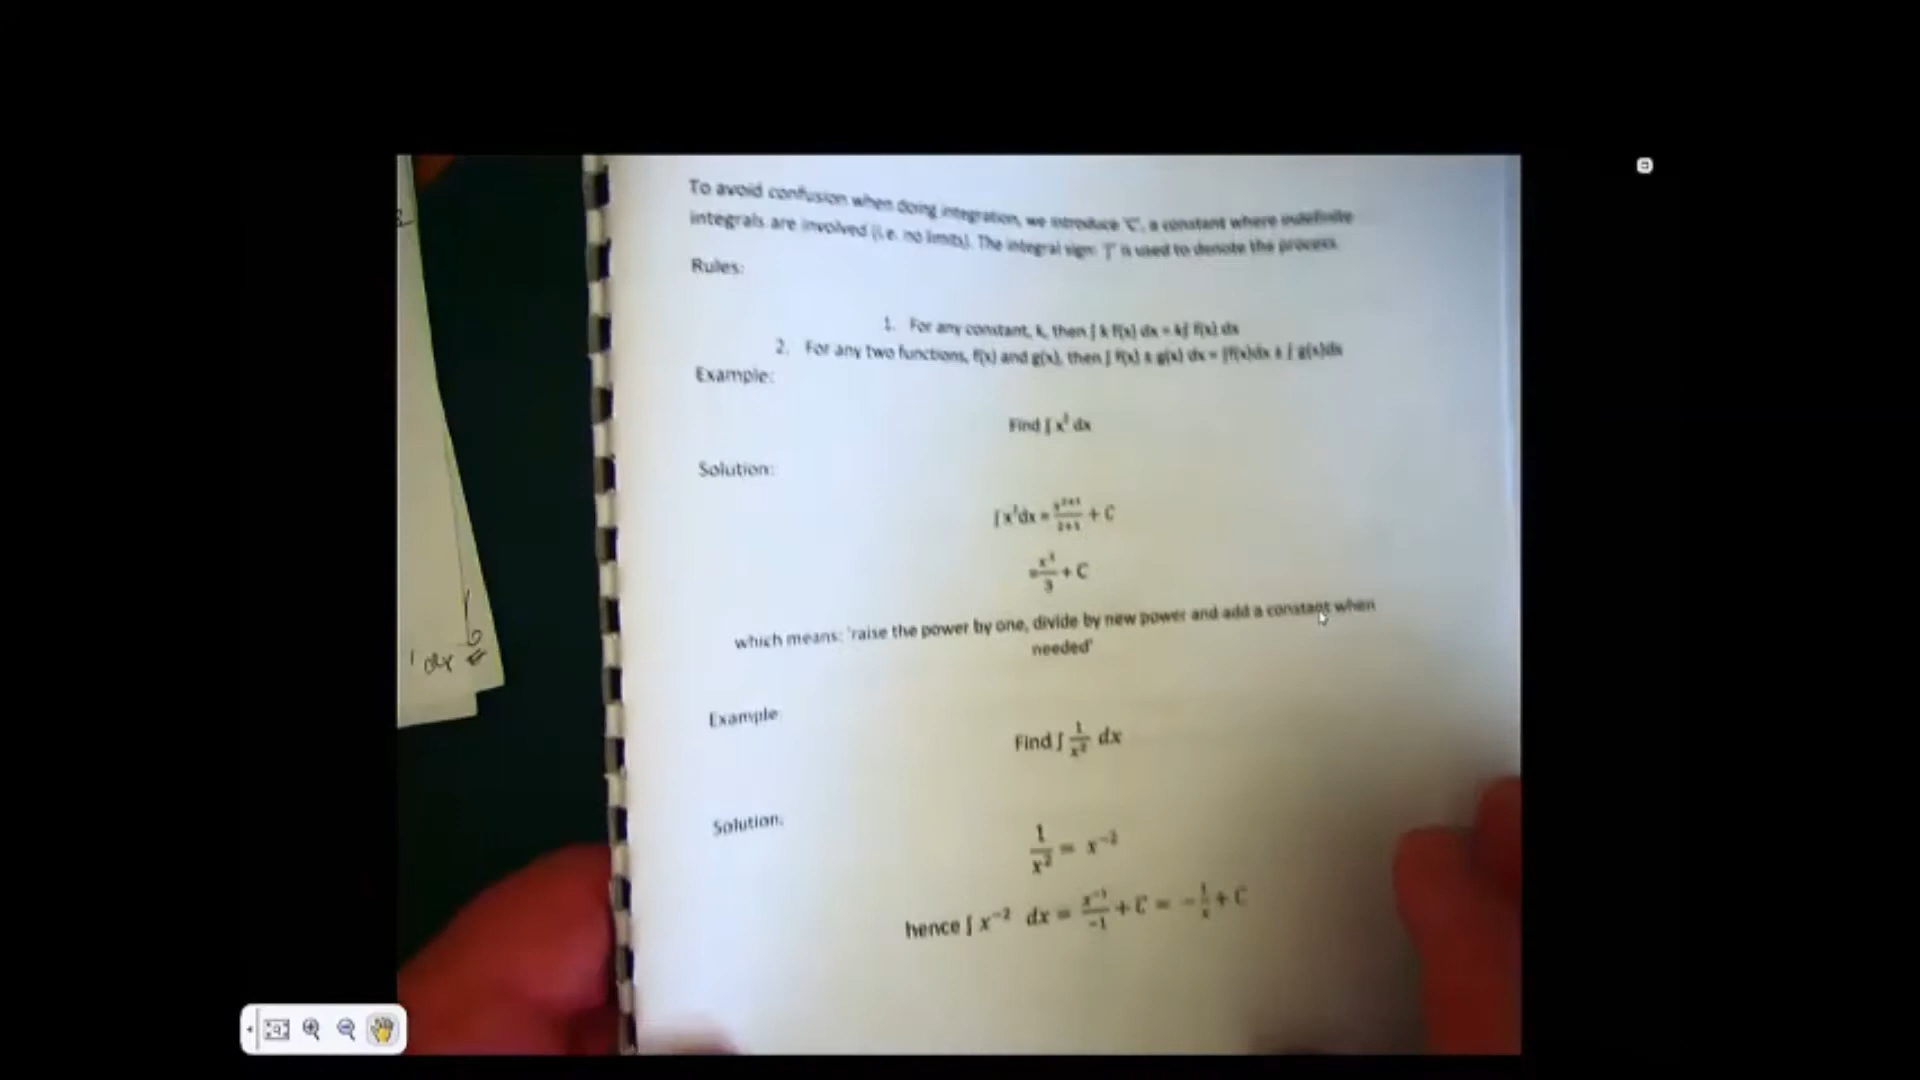 To avoid confusion when doing integration, we introduce 'C', a constant where indefinite
integrals are involved (i.e. no limits). The integral sign: '∫' is used to denote the process.
Rules:
1. For any constant, k, then ∫ k f(x) dx = k∫ f(x) dx
2. For any two functions, f(x) and g(x), then ∫ f(x) ± g(x) dx = ∫f(x)dx ± ∫ g(x)dx
Example:
Find ∫ x² dx
Solution:
∫ x²dx = x²⁺¹/2+1 + C
= x³/3 + C
which means: 'raise the power by one, divide by new power and add a constant when
needed'
Example
Find ∫ 1/x² dx
Solution:
1/x² = x⁻²
hence ∫ x⁻² dx = x⁻¹/-1 + C = - 1/x + C
dx